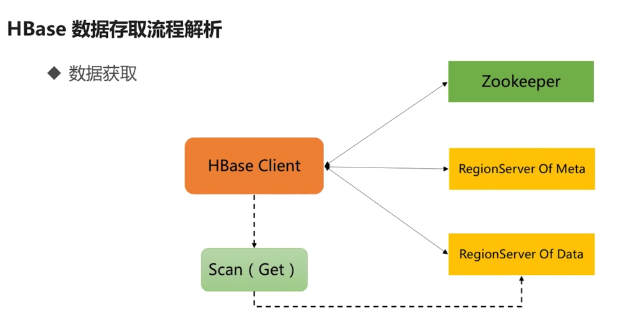 HBase 数据存取流程解析
◆ 数据获取
Zookeeper
HBase Client
RegionServer Of Meta
Scan（Get）
RegionServer Of Data